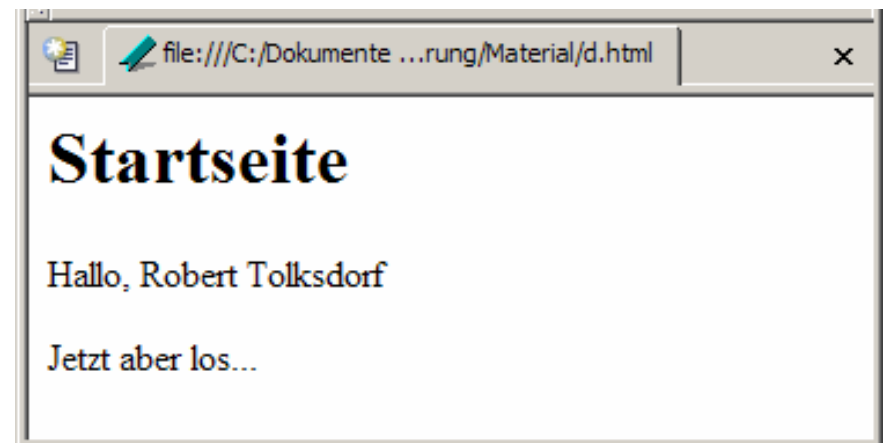 file:///C:/Dokumente ...rung/Material/d.html
Startseite
Hallo, Robert Tolksdorf
Jetzt aber los...